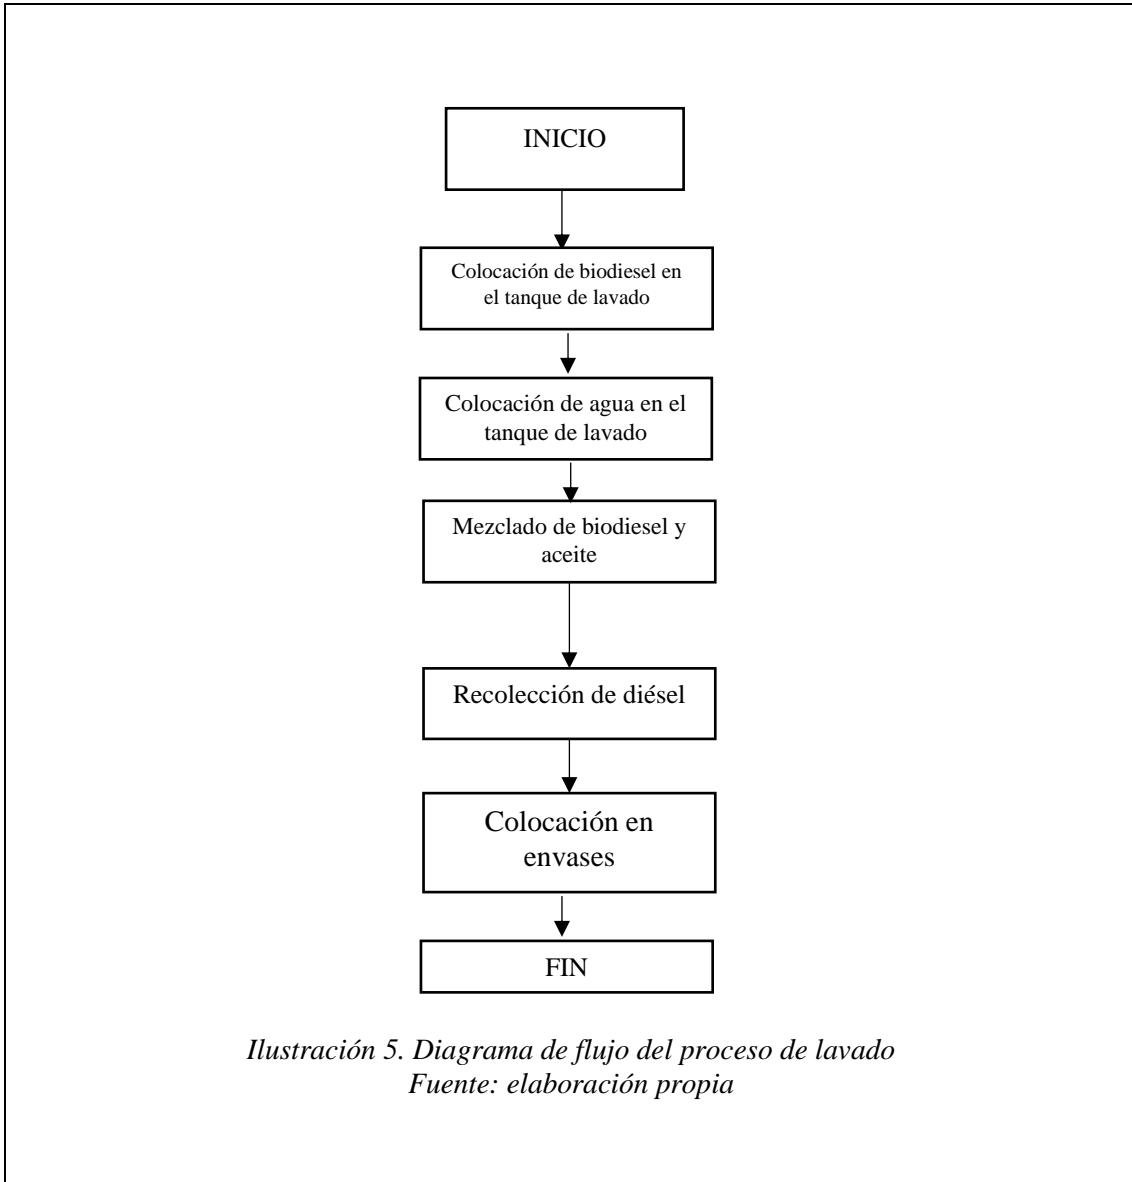 INICIO
Colocación de biodiesel en
el tanque de lavado
Colocación de agua en el
tanque de lavado
Mezclado de biodiesel y
aceite
Recolección de diésel
Colocación en
envases
FIN
Ilustración 5. Diagrama de flujo del proceso de lavado
Fuente: elaboración propia